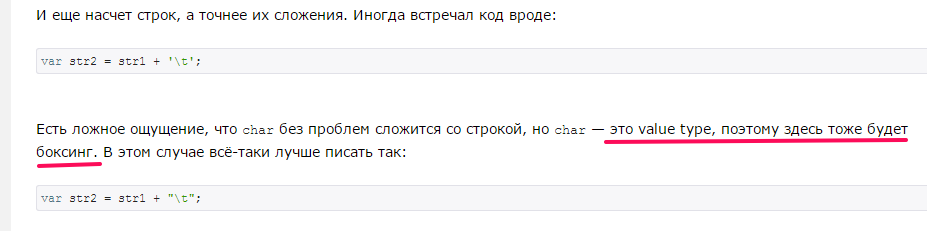 И еще насчет строк, а точнее их сложения. Иногда встречал код вроде:
var str2 = str1 + '\t';
Есть ложное ощущение, что char без проблем сложится со строкой, но char — это value type, поэтому здесь тоже будет
боксинг. В этом случае всё-таки лучше писать так:
var str2 = str1 + "\t";